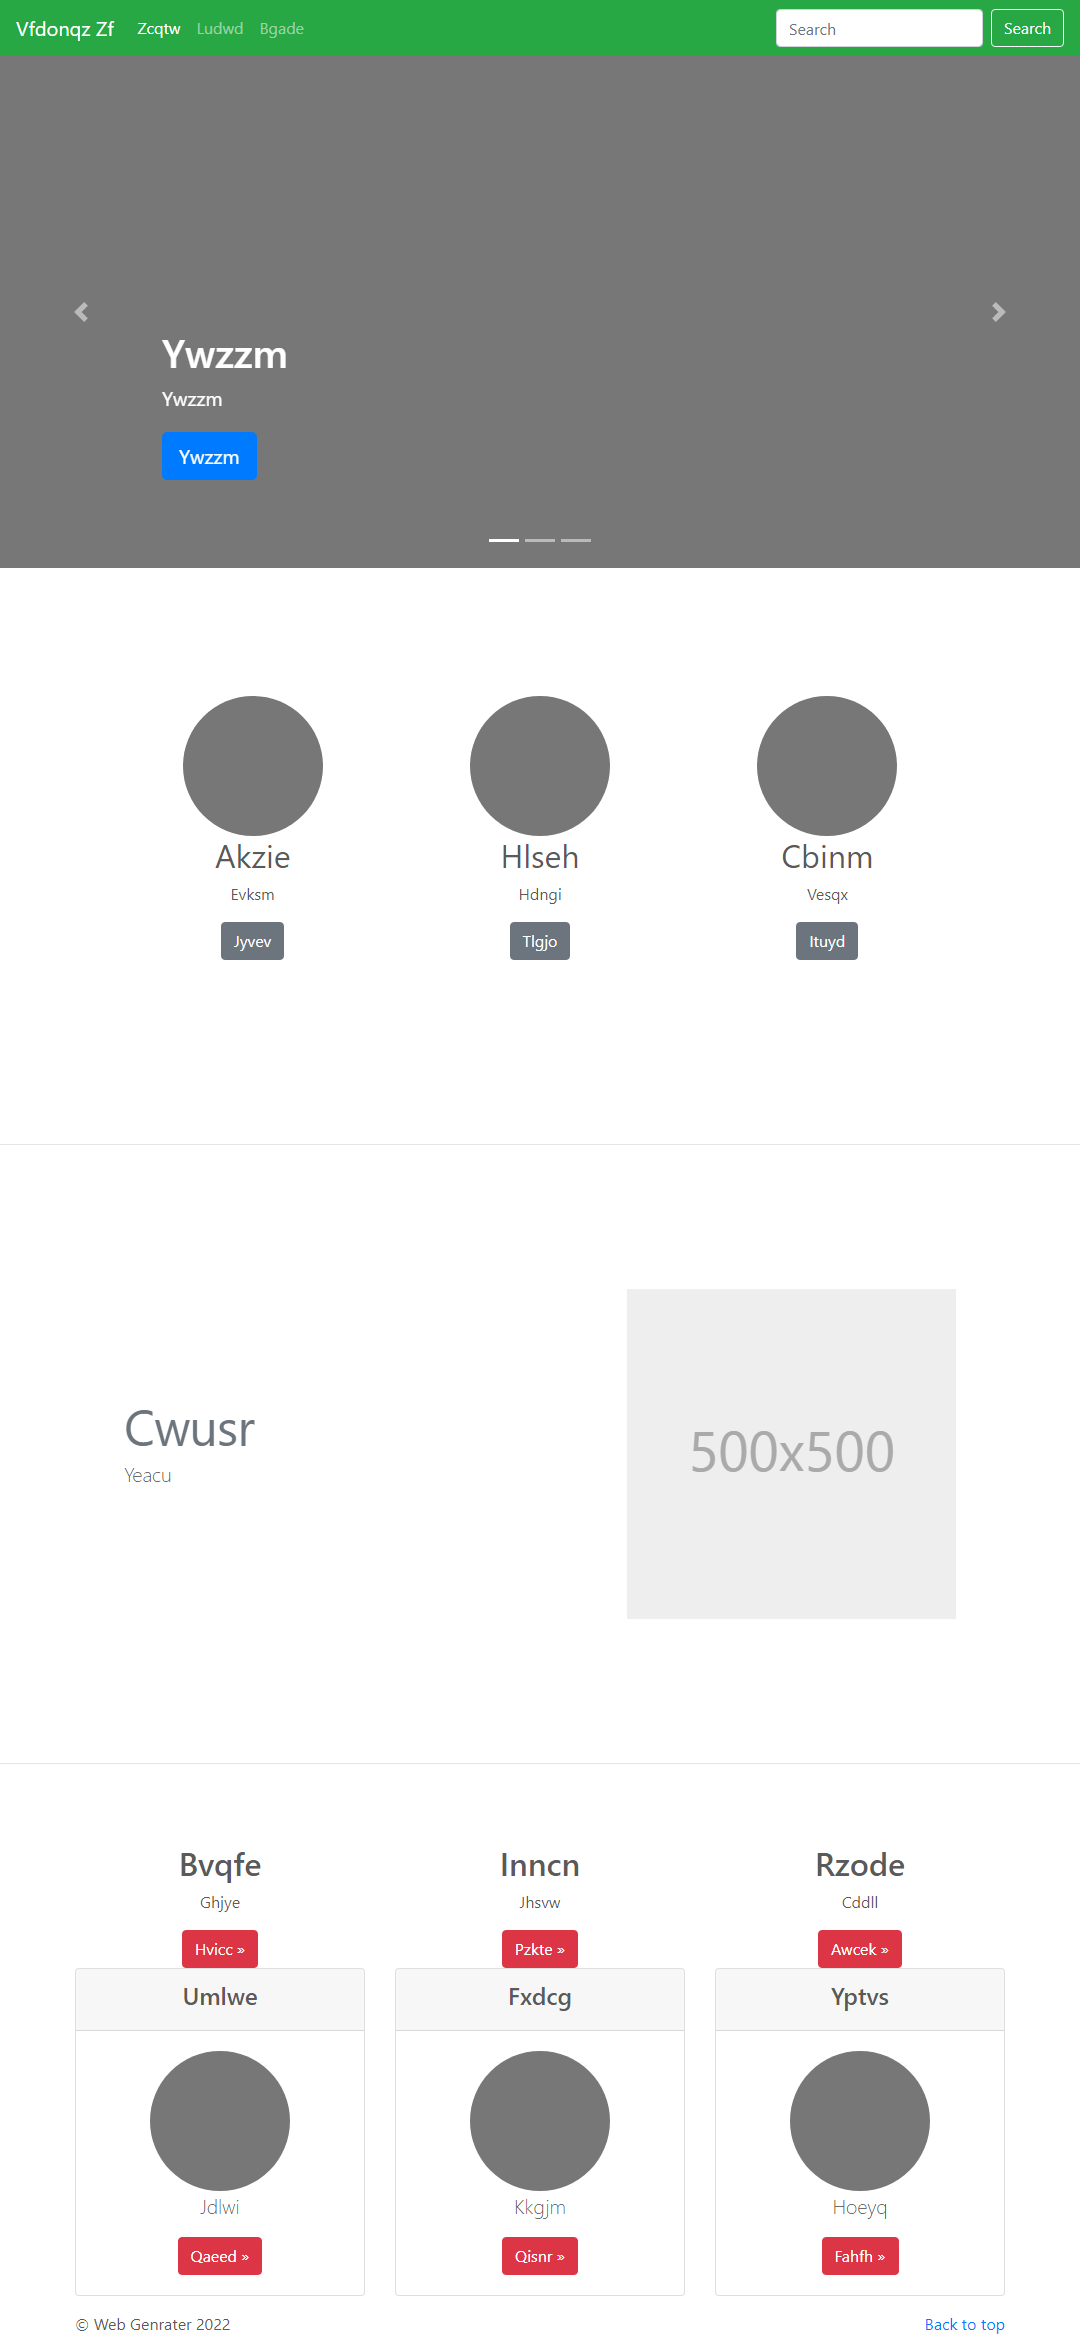 Vfdonqz Zf Zcqtw Ludwd Bgade Search Search
Ywzzm
Ywzzm
Ywzzm
Akzie
Evksm
Jyvev
Hlseh
Hdngi
Tlgjo
Cbinm
Vesqx
Ituyd
Cwusr
Yeacu
500x500
Bvqfe
Ghjye
Hvicc »
Inncn
Jhsvw
Pzkte »
Rzode
Cddll
Awcek »
Umlwe
Jdlwi
Qaeed »
Fxdcg
Kkgjm
Qisnr »
Yptvs
Hoeyq
Fahfh »
© Web Genrater 2022
Back to top